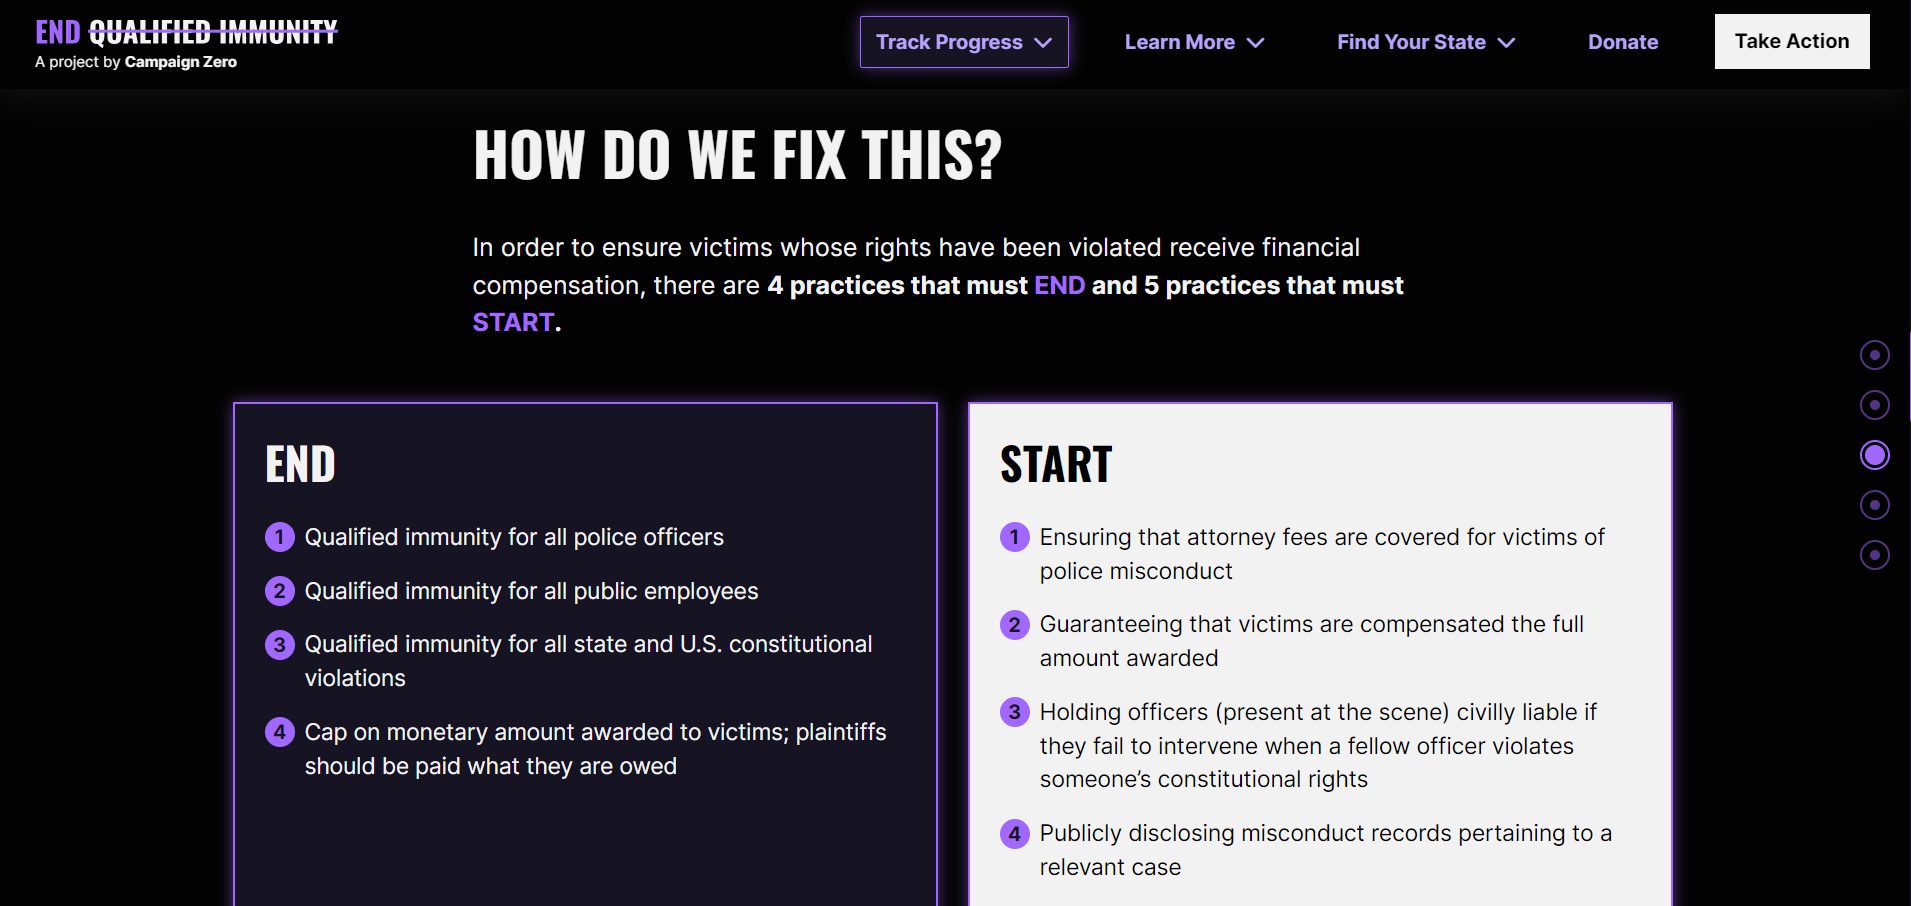 END QUALIFIED IMMUNITY
A project by Campaign Zero
Track Progress
Learn More
Find Your State
Donate
Take Action
HOW DO WE FIX THIS?
In order to ensure victims whose rights have been violated receive financial
compensation, there are 4 practices that must END and 5 practices that must
START.
END
1 Qualified immunity for all police officers
2 Qualified immunity for all public employees
3 Qualified immunity for all state and U.S. constitutional
violations
4 Cap on monetary amount awarded to victims; plaintiffs
should be paid what they are owed
START
1 Ensuring that attorney fees are covered for victims of
police misconduct
2 Guaranteeing that victims are compensated the full
amount awarded
3 Holding officers (present at the scene) civilly liable if
they fail to intervene when a fellow officer violates
someone’s constitutional rights
4 Publicly disclosing misconduct records pertaining to a
relevant case